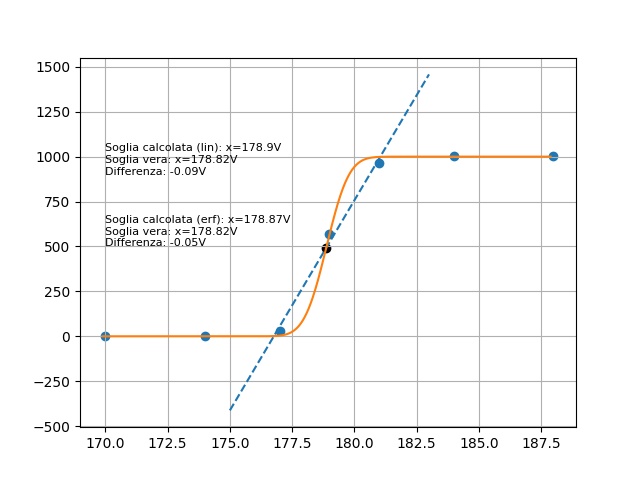 1500
1250
1000
750
500
250
0
−250
−500
Soglia calcolata (lin): x=178.9V
Soglia vera: x=178.82V
Differenza: -0.09V
Soglia calcolata (erf): x=178.87V
Soglia vera: x=178.82V
Differenza: -0.05V
170.0 172.5 175.0 177.5 180.0 182.5 185.0 187.5